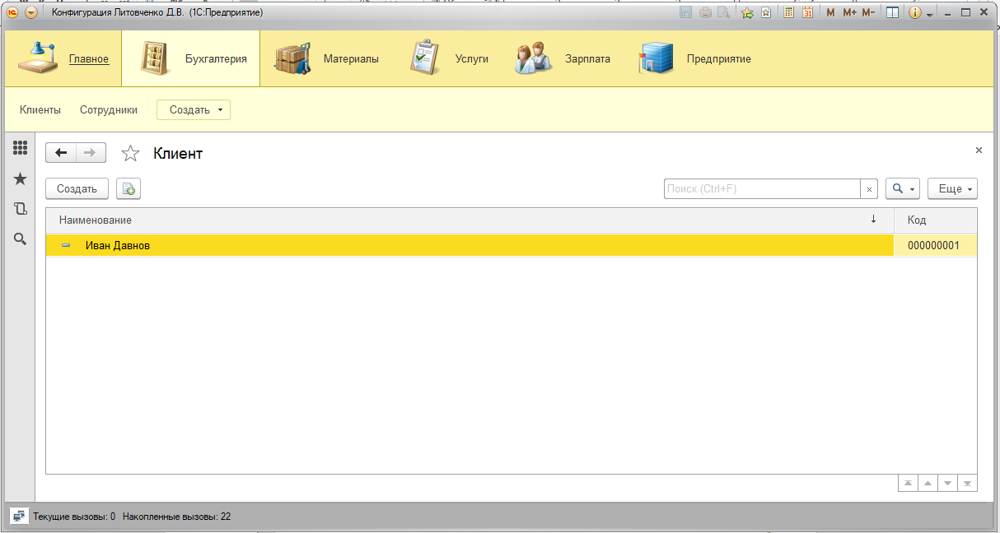 Конфигурация Литовченко Д.В. (1С:Предприятие)
31 M M+ M-
Главное Бухгалтерия Материалы Услуги Зарплата Предприятие
Клиенты Сотрудники Создать
Клиент
Создать Поиск (Ctrl+F) × Еще
Наименование ↓ Код
Иван Давнов 000000001
Текущие вызовы: 0 Накопленные вызовы: 22